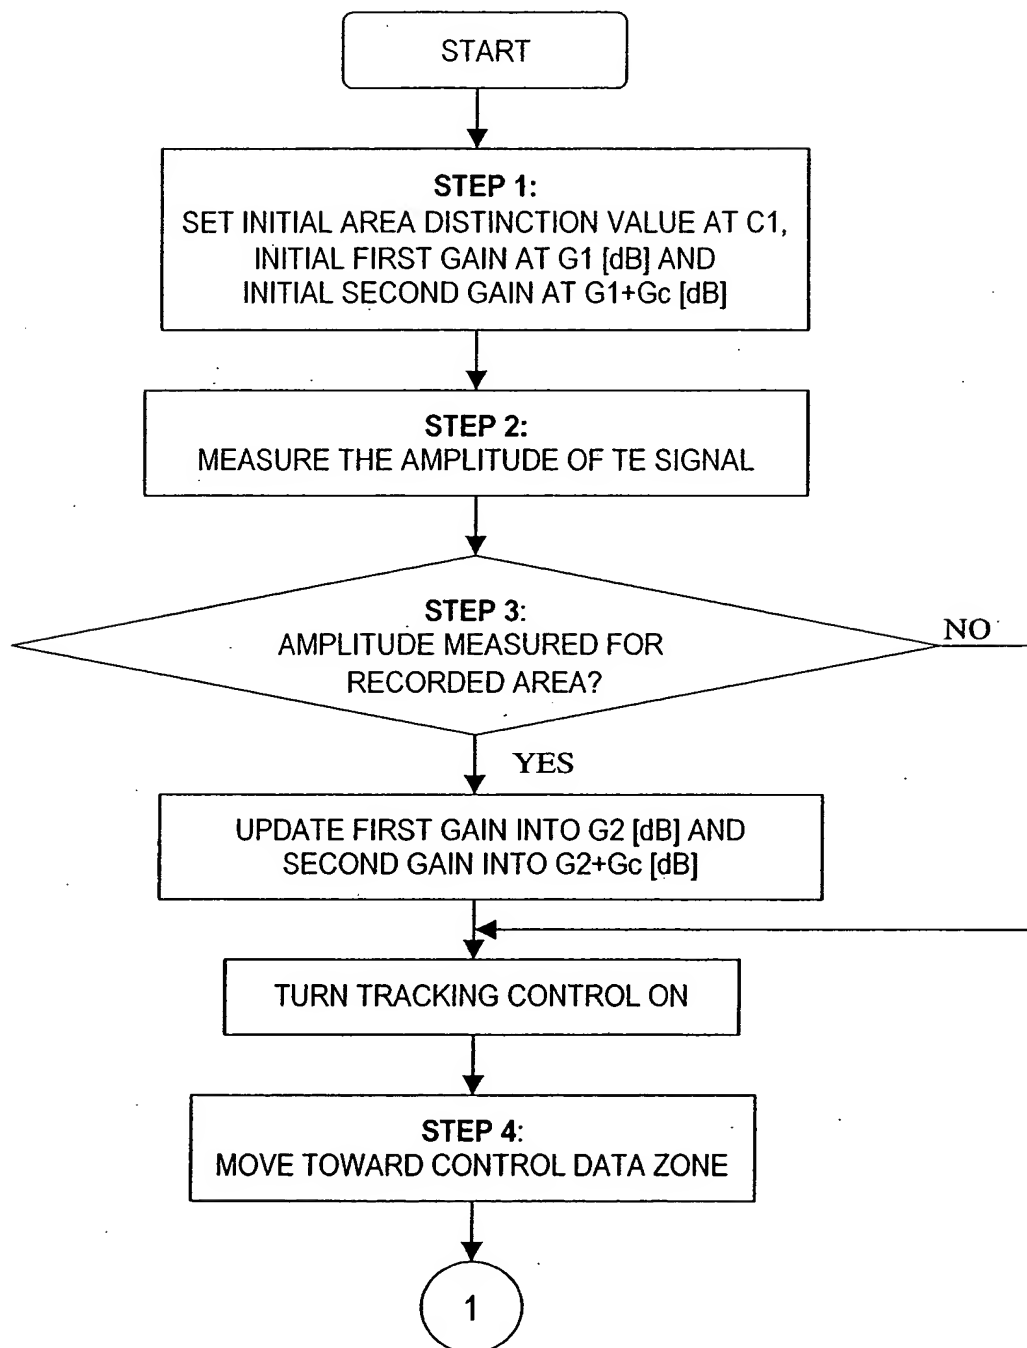 START
STEP 1:
SET INITIAL AREA DISTINCTION VALUE AT C1,
INITIAL FIRST GAIN AT G1 [dB] AND
INITIAL SECOND GAIN AT G1+Gc [dB]
STEP 2:
MEASURE THE AMPLITUDE OF TE SIGNAL
STEP 3:
AMPLITUDE MEASURED FOR
RECORDED AREA?
NO
YES
UPDATE FIRST GAIN INTO G2 [dB] AND
SECOND GAIN INTO G2+Gc [dB]
TURN TRACKING CONTROL ON
STEP 4:
MOVE TOWARD CONTROL DATA ZONE
1